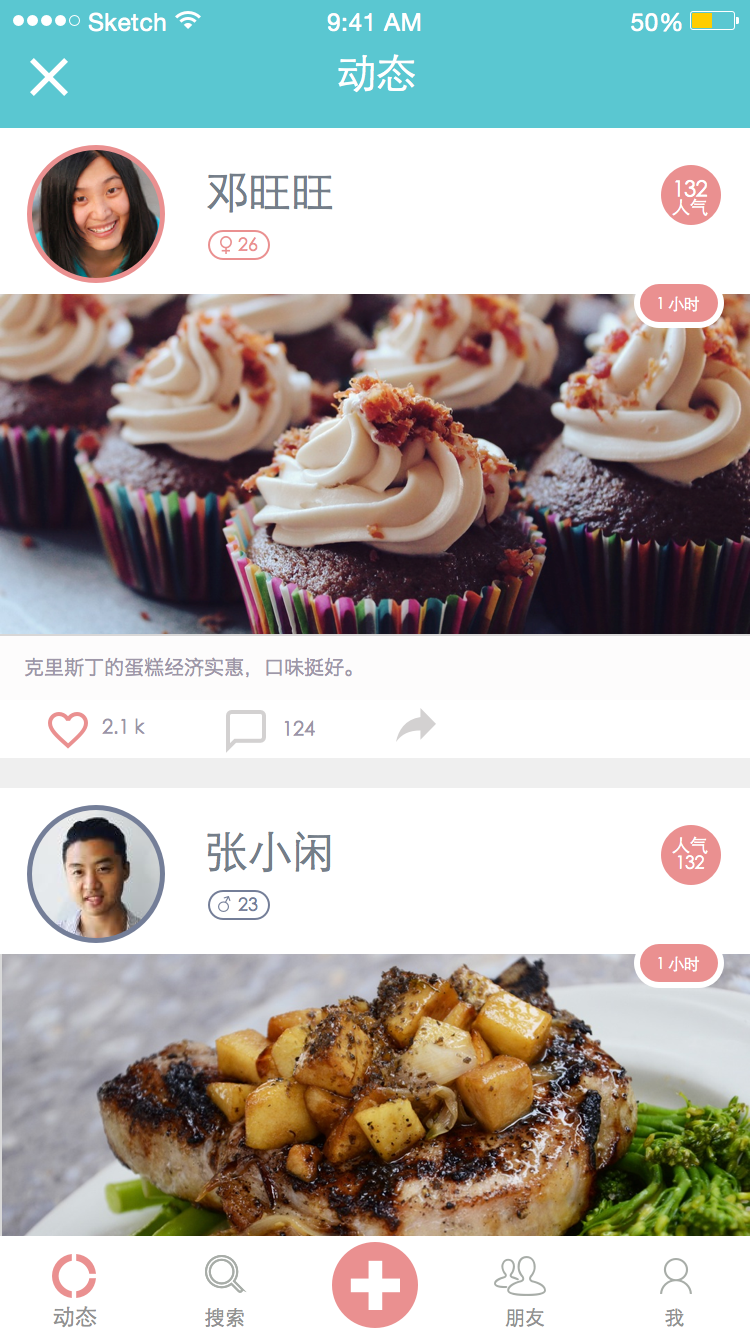 Sketch 9:41 AM 50%
动态
邓旺旺
132
人气
♀ 26
1 小时
克里斯丁的蛋糕经济实惠，口味挺好。
2.1 k 124
张小闲
人气
132
♂ 23
1 小时
动态 搜索 朋友 我